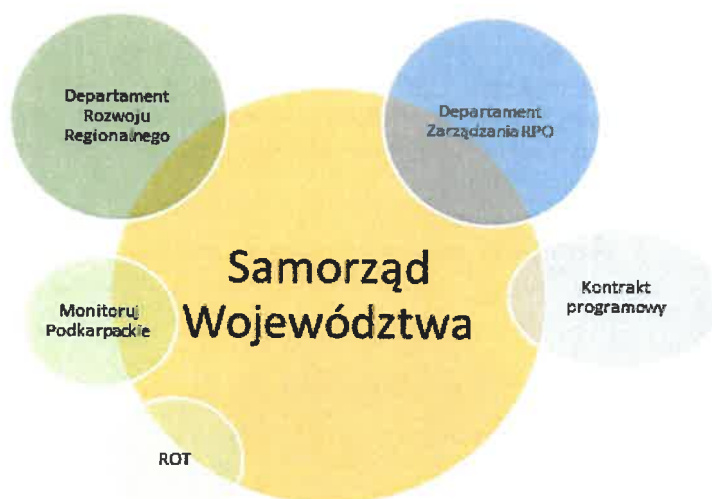 Departament
Rozwoju
Regionalnego
Departament
Zarządzania RPO
Samorząd
Województwa
Monitoruj
Podkarpackie
Kontrakt
programowy
ROT